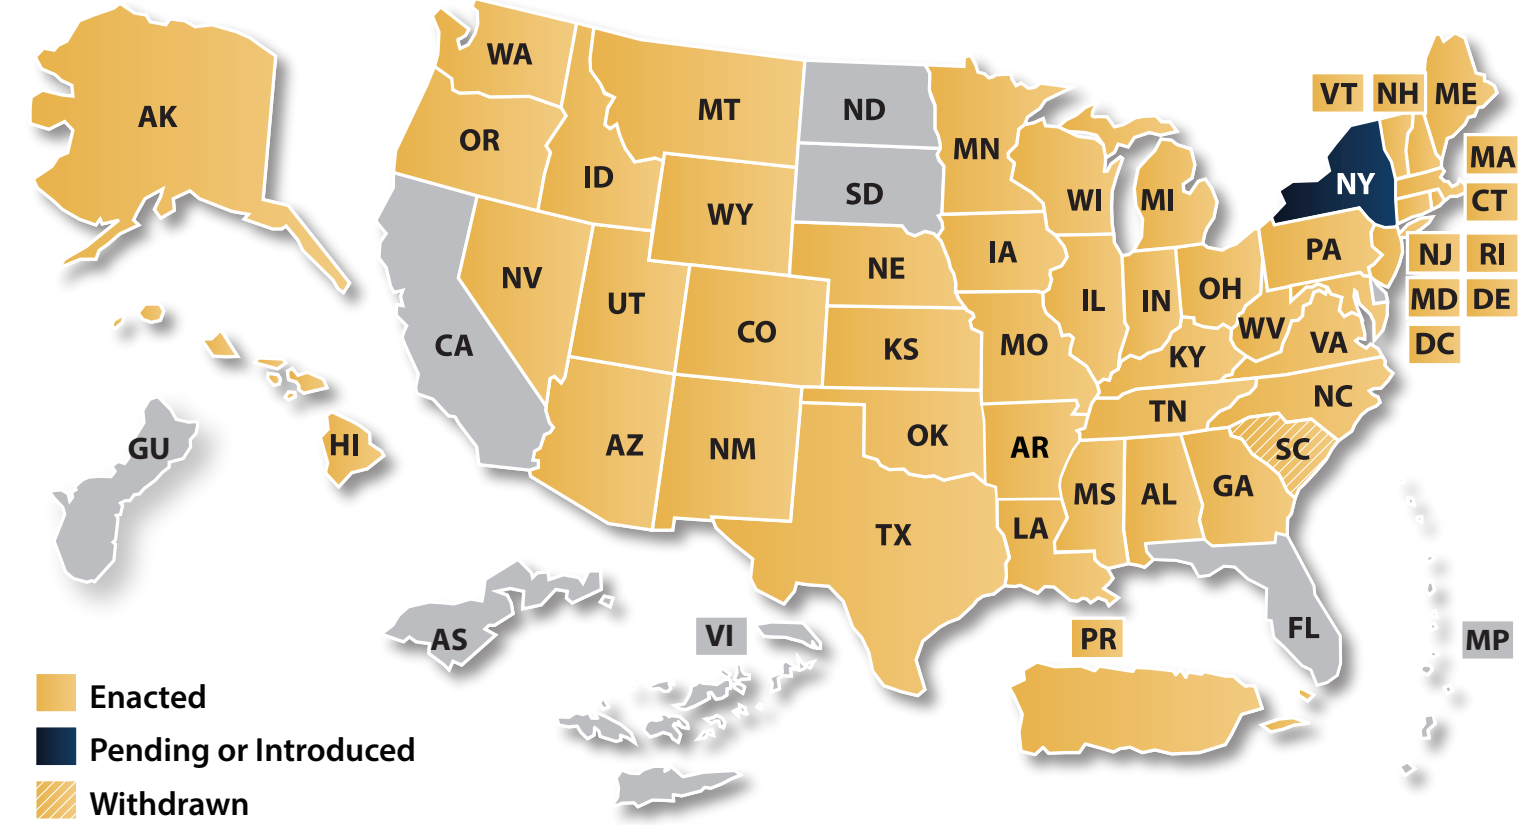 WA
AK
MT
ND
VT
NH
ME
OR
MN
MA
ID
SD
NY
WY
WI
MI
CT
NV
NE
IA
PA
NJ
RI
UT
CO
IL
IN
OH
MD
DE
CA
KS
MO
WV
VA
DC
KY
GU
HI
AZ
NM
OK
AR
TN
NC
SC
TX
LA
MS
AL
GA
AS
VI
PR
FL
MP
Enacted
Pending or Introduced
Withdrawn